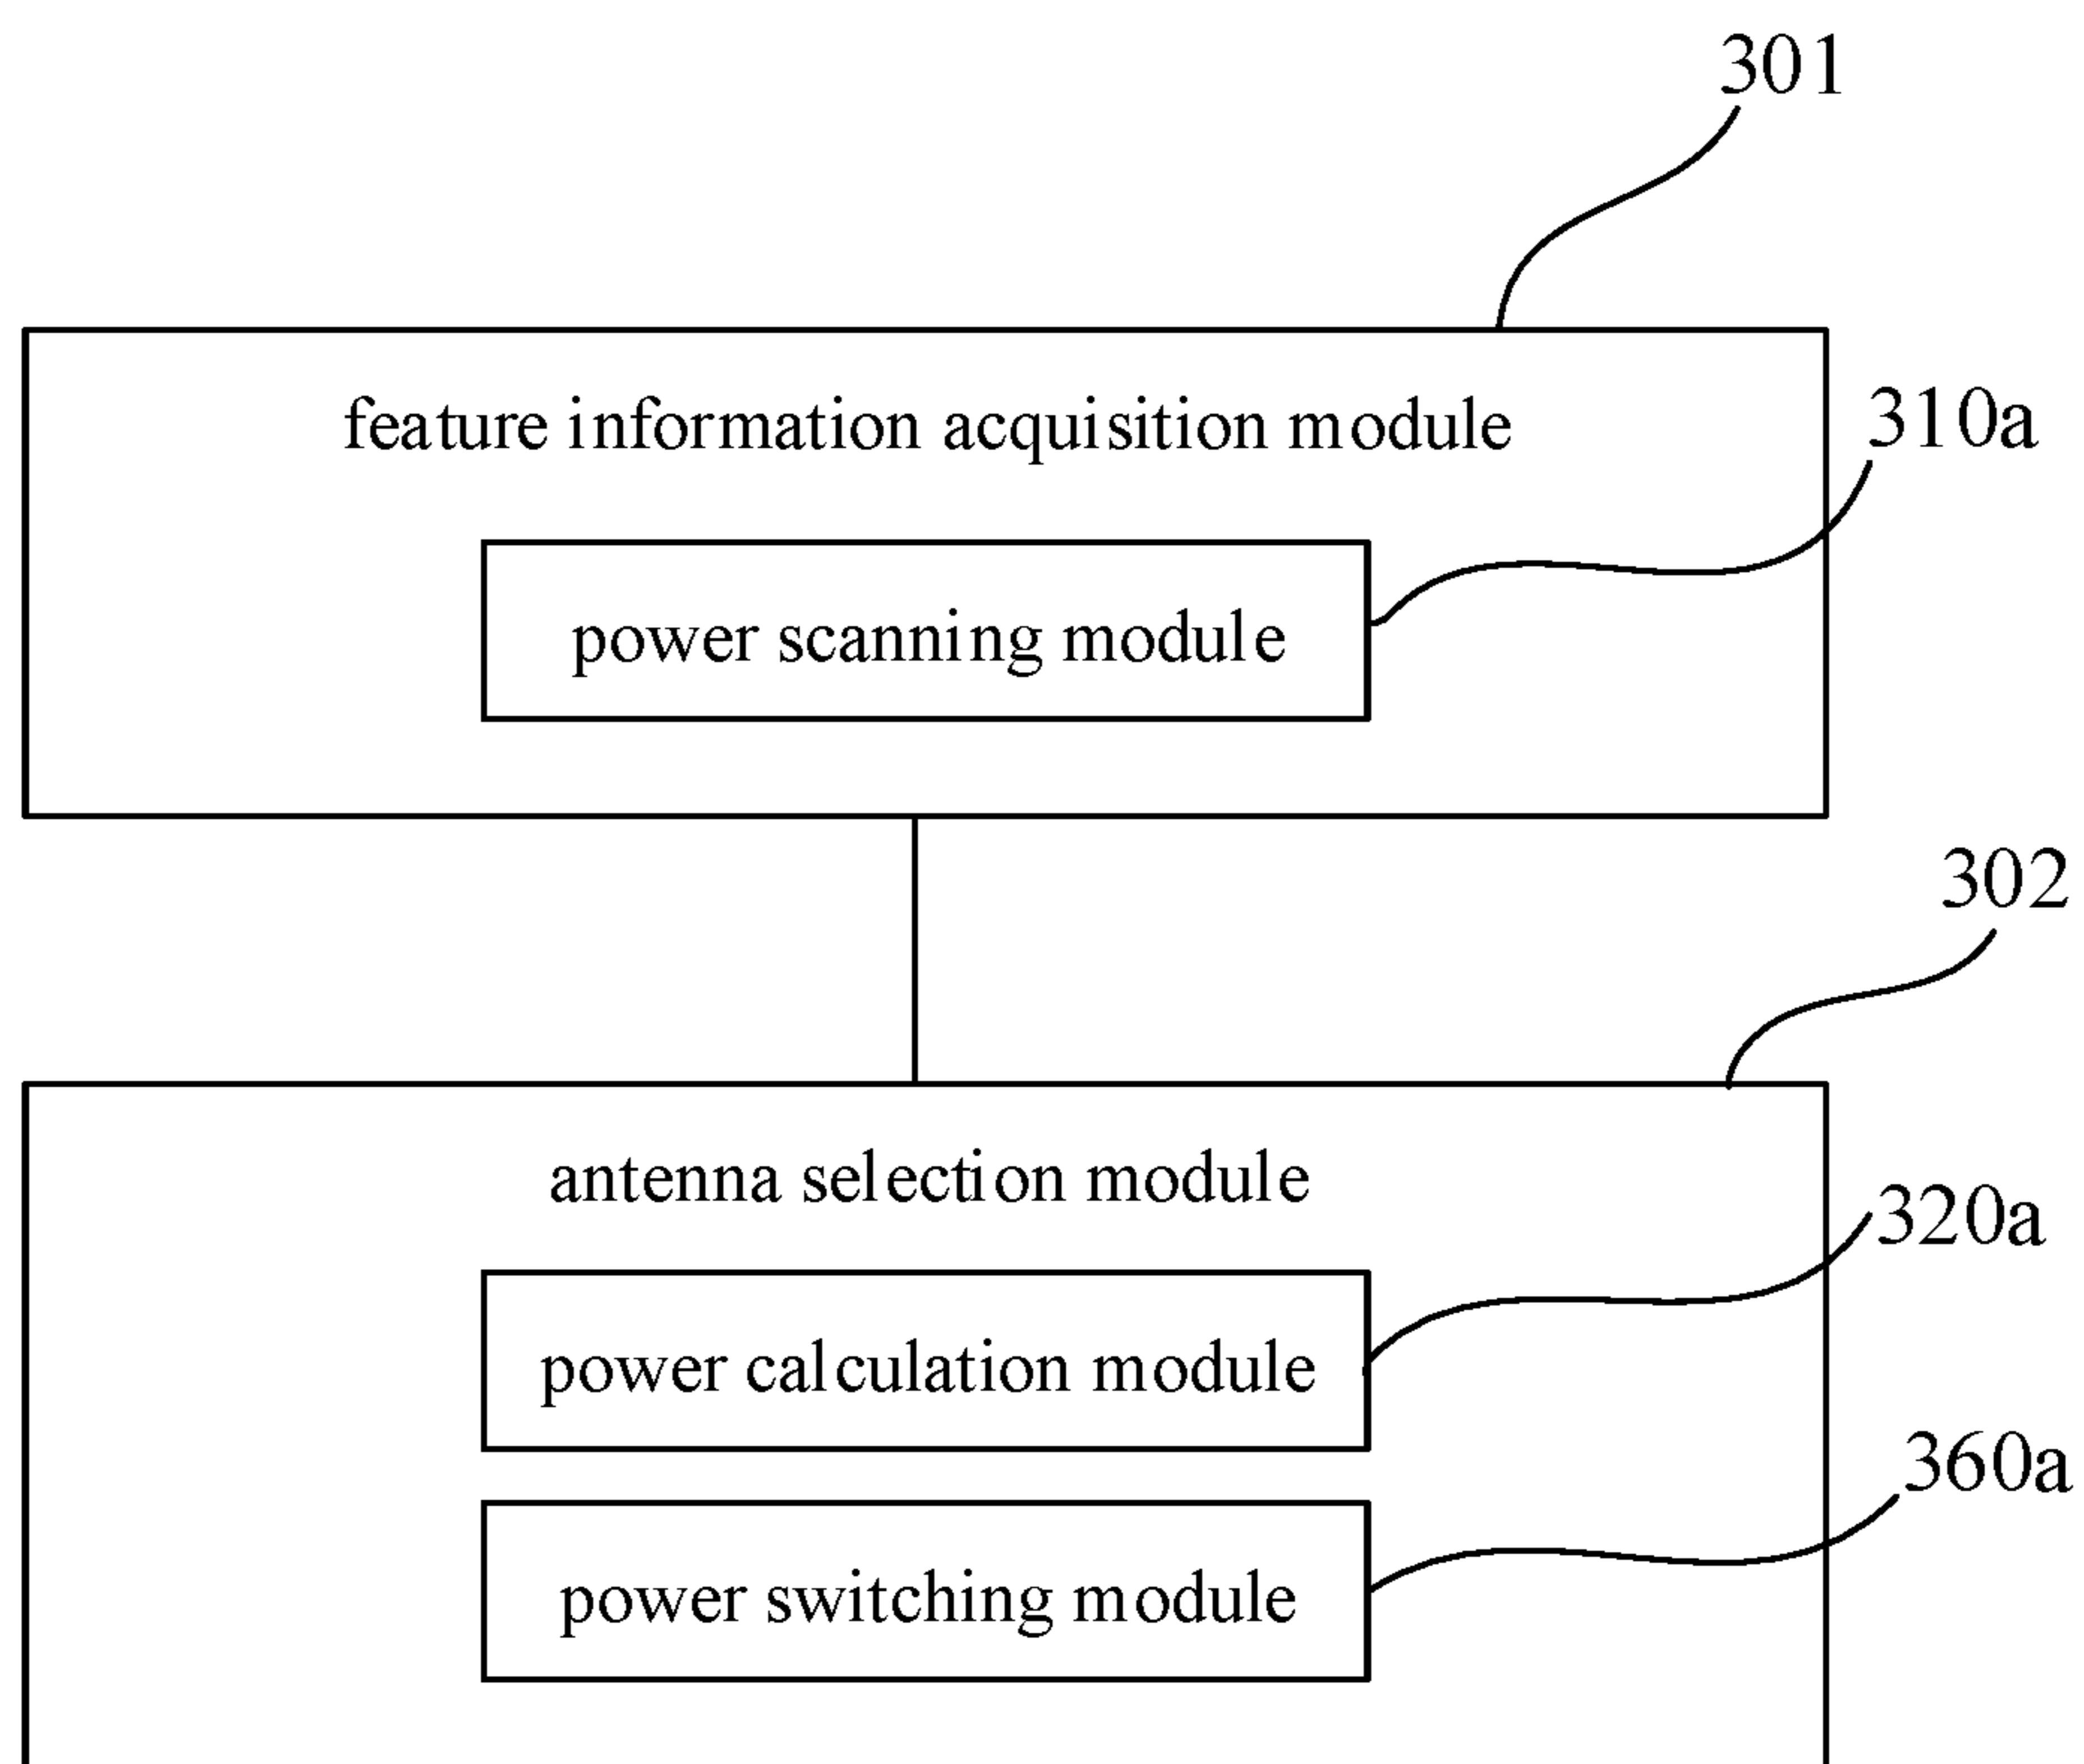 301
feature information acquisition module
310a
power scanning module
302
antenna selection module
320a
power calculation module
360a
power switching module